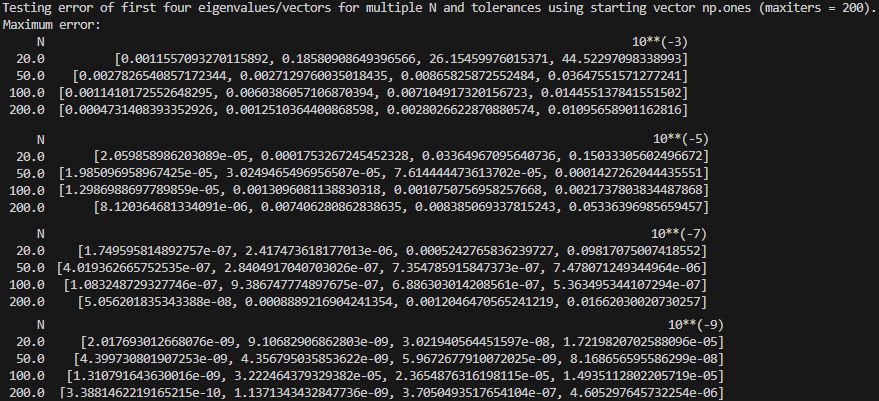 Testing error of first four eigenvalues/vectors for multiple N and tolerances using starting vector np.ones (maxiters = 200).
Maximum error:
N 10**(-3)
20.0 [0.0011557093270115892, 0.18580908649396566, 26.15459976015371, 44.52297098338993]
50.0 [0.0027826540857172344, 0.0027129760035018435, 0.00865825872552484, 0.03647551571277241]
100.0 [0.0011410172552648295, 0.0060386057106870394, 0.007104917320156723, 0.014455137841551502]
200.0 [0.0004731408393352926, 0.0012510364400868598, 0.0028026622870880574, 0.01095658901162816]
N 10**(-5)
20.0 [2.059858986203089e-05, 0.0001753267245452328, 0.03364967095640736, 0.15033305602496672]
50.0 [1.985096958967425e-05, 3.0249465496956507e-05, 7.614444473613702e-05, 0.0001427262044435551]
100.0 [1.2986988697789859e-05, 0.0013096081138830318, 0.0010750756958257668, 0.0021737803834487868]
200.0 [8.120364681334091e-06, 0.007406280862838635, 0.008385069337815243, 0.05336396985659457]
N 10**(-7)
20.0 [1.749595814892757e-07, 2.417473618177013e-06, 0.0005242765836239727, 0.09817075007418552]
50.0 [4.019362665752535e-07, 2.8404917040703026e-07, 7.354785915847373e-07, 7.478071249344964e-06]
100.0 [1.083248729327746e-07, 9.386747774897675e-07, 6.886303014208561e-07, 5.363495344107294e-07]
200.0 [5.056201835343388e-08, 0.0008889216904241354, 0.0012046470565241219, 0.01662030020730257]
N 10**(-9)
20.0 [2.017693012668076e-09, 9.10682906862803e-09, 3.021940564451597e-08, 1.7219820702588096e-05]
50.0 [4.399730801907253e-09, 4.356795035853622e-09, 5.9672677910072025e-09, 8.168656595586299e-08]
100.0 [1.310791643630016e-09, 3.222464379329382e-05, 2.3654876316198115e-05, 1.4935112802205719e-05]
200.0 [3.3881462219165215e-10, 1.1371343432847736e-09, 3.7050493517654104e-07, 4.605297645732254e-06]